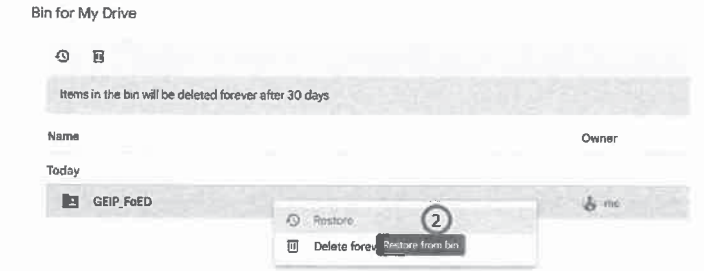 Bin for My Drive
Items in the bin will be deleted forever after 30 days
Name Owner
Today
GEIP_FoED me
Restore 2
Delete forev Restore from bin